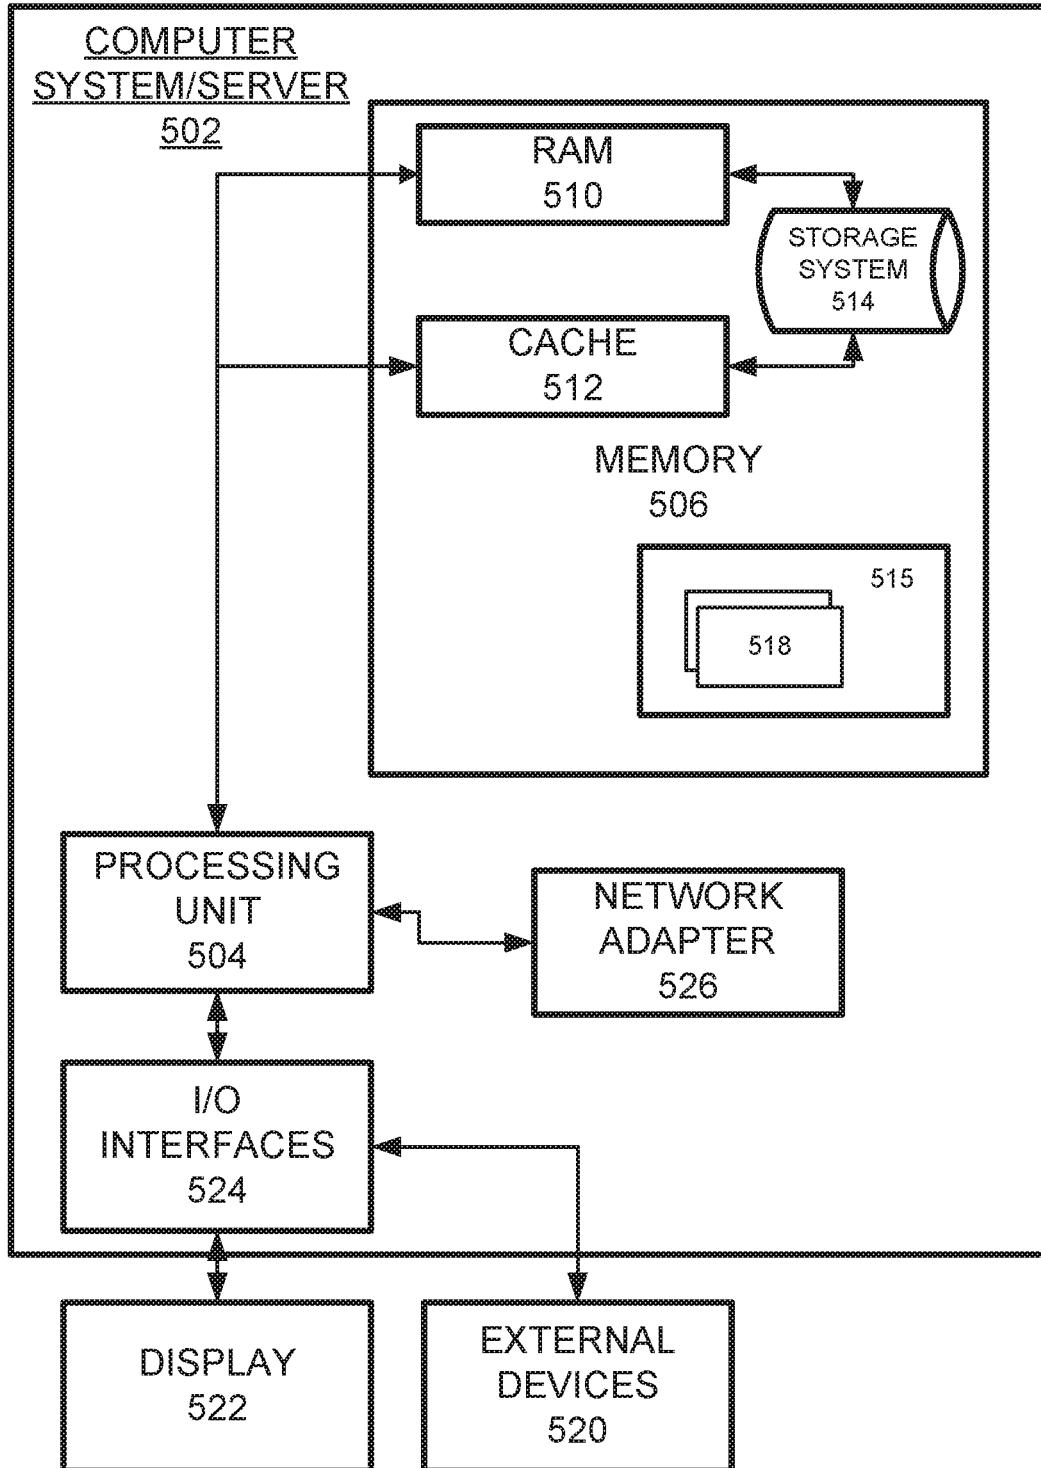 COMPUTER
SYSTEM/SERVER
502
RAM
510
STORAGE
SYSTEM
514
CACHE
512
MEMORY
506
515
518
PROCESSING
UNIT
504
NETWORK
ADAPTER
526
I/O
INTERFACES
524
DISPLAY
522
EXTERNAL
DEVICES
520